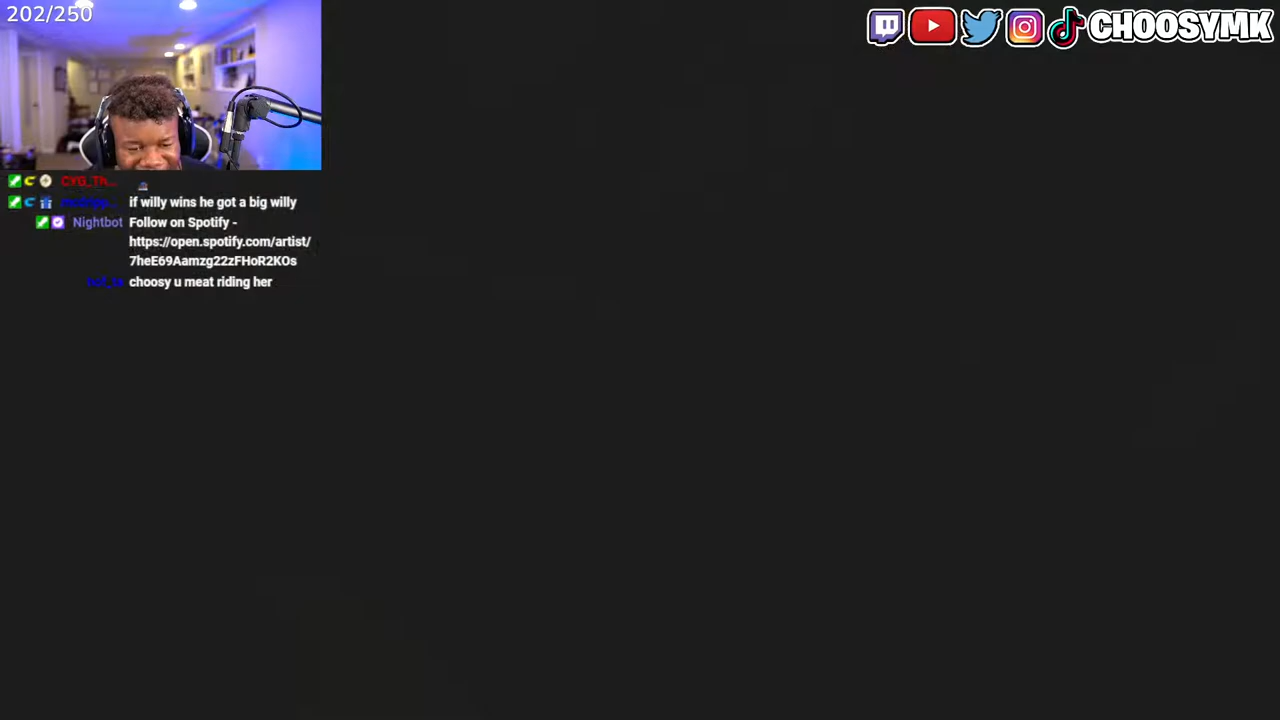 202/250
CHOOSYMK
CYG_Th...
if willy wins he got a big willy
Nightbot Follow on Spotify -
https://open.spotify.com/artist/
7heE69Aamzg22zFHoR2KOs
choosy u meat riding her